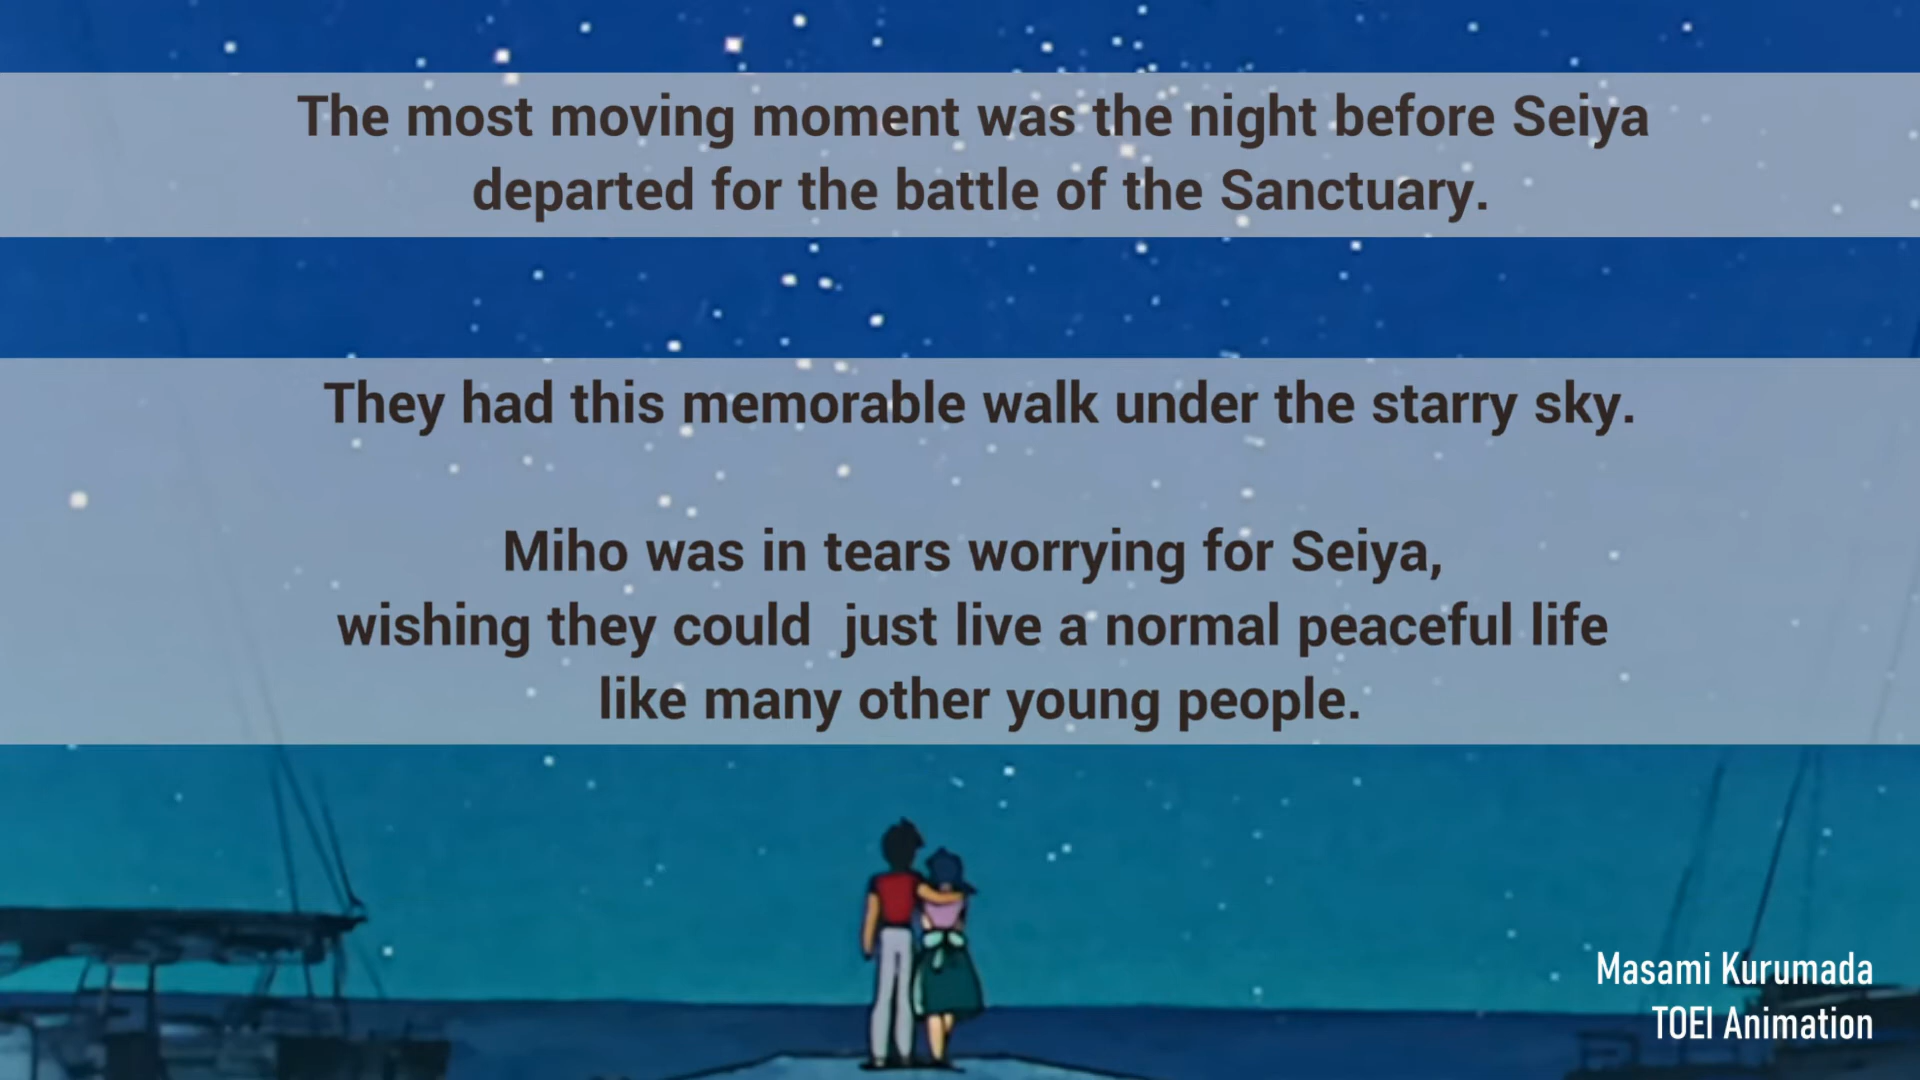 The most moving moment was the night before Seiya
departed for the battle of the Sanctuary.
They had this memorable walk under the starry sky.
Miho was in tears worrying for Seiya,
wishing they could  just live a normal peaceful life
like many other young people.
Masami Kurumada
TOEI Animation